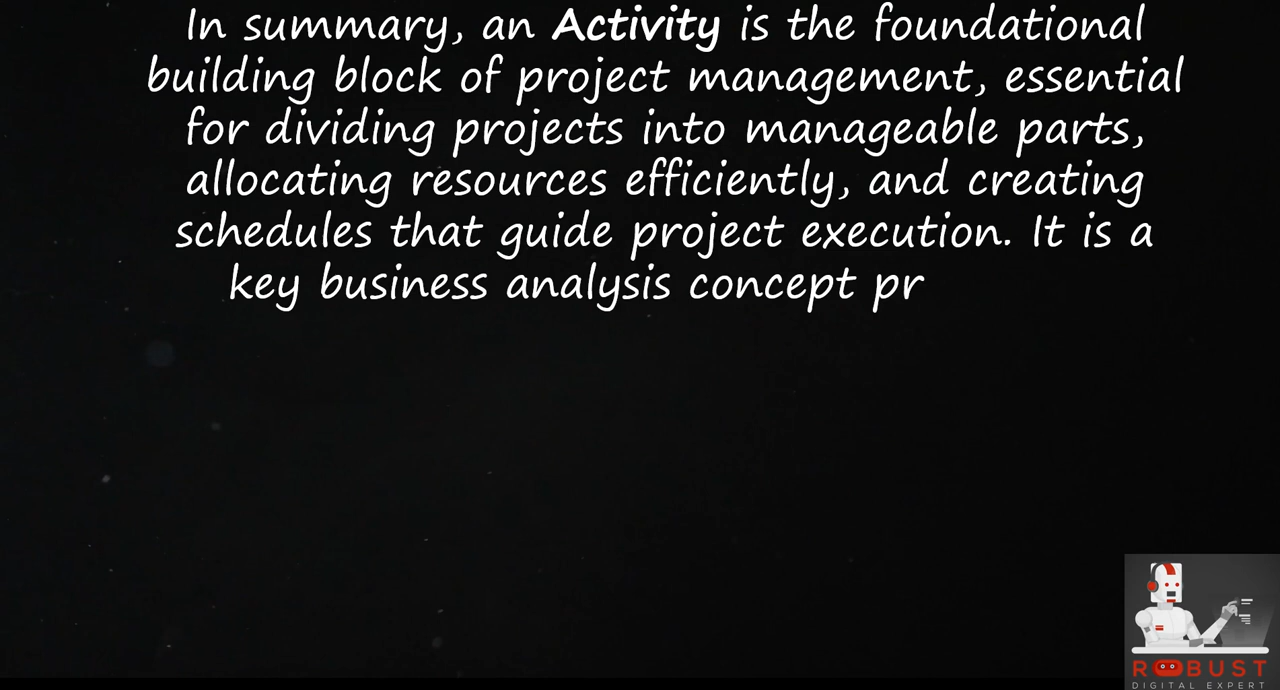 In summary, an Activity is the foundational
building block of project management, essential
for dividing projects into manageable parts,
allocating resources efficiently, and creating
schedules that guide project execution. It is a
key business analysis concept pr
ROBUST
DIGITAL EXPERT